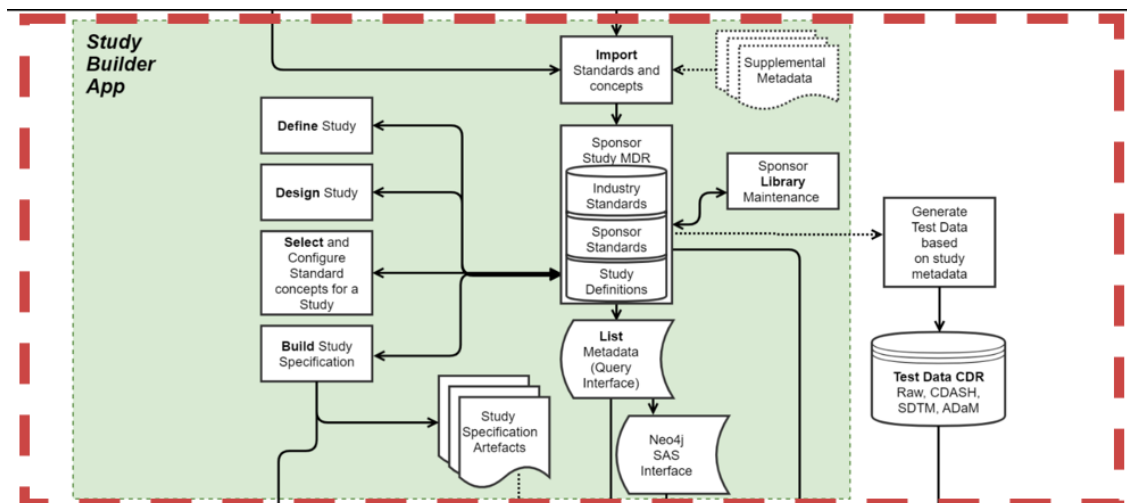 Study
Builder
App
Import
Standards and
concepts
Supplemental
Metadata
Define Study
Sponsor
Study MDR
Industry
Standards
Sponsor
Standards
Study
Definitions
Sponsor
Library
Maintenance
Design Study
Generate
Test Data
based
on study
metadata
Select and
Configure
Standard
concepts for a
Study
Build Study
Specification
List
Metadata
(Query
Interface)
Test Data CDR
Raw, CDASH,
SDTM, ADaM
Study
Specification
Artefacts
Neo4j
SAS
Interface